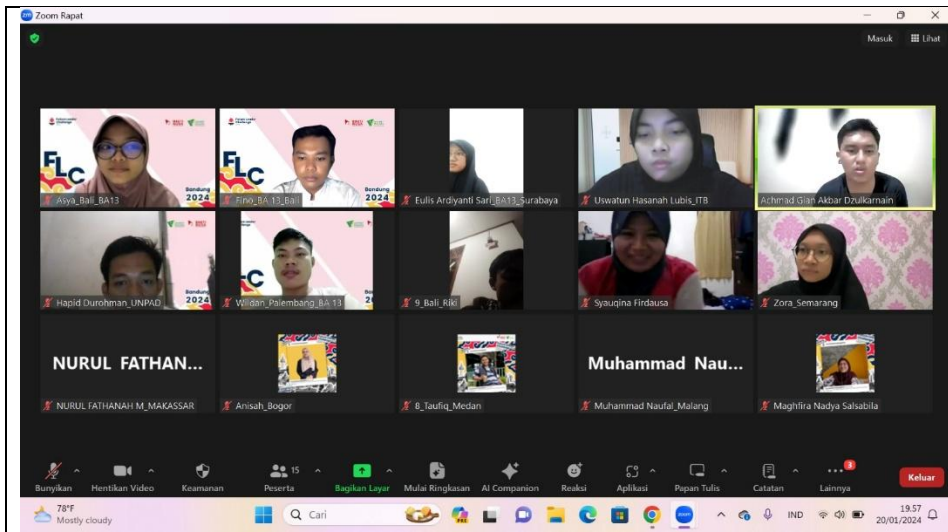 Zoom Rapat
Masuk Lihat
FLC
Bandung
2024
Asya_Bali_BA13
FLC
Bandung
2024
Fino_BA 13_Bali
Eulis Ardiyanti Sari_BA13_Surabaya
Uswatun Hasanah Lubis_ITB
Achmad Gian Akbar Dzulkarnain
2024
Hapid Durohman_UNPAD
Wildan_Palembang_BA 13
9_Bali_Riki
Syauqina Firdausa
Zora_Semarang
NURUL FATHAN...
NURUL FATHANAH M_MAKASSAR
Anisah_Bogor
8_Taufiq_Medan
Muhammad Nau...
Muhammad Naufal_Malang
Maghfira Nadya Salsabila
Bunyikan Hentikan Video Keamanan 15 Peserta Bagikan Layar Mulai Ringkasan AI Companion Reaksi Aplikasi Papan Tulis Catatan 3 Lainnya Keluar
78°F
Mostly cloudy
Cari
IND
19.57
20/01/2024